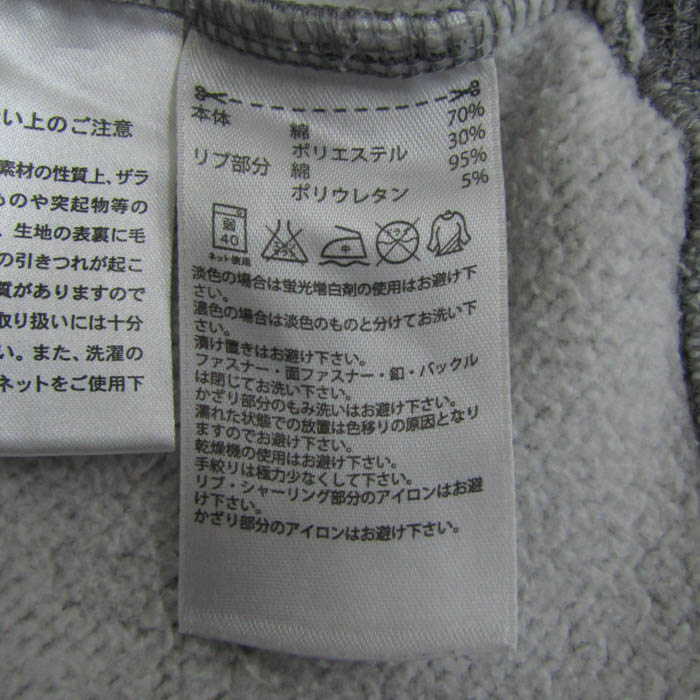 い上のご注意
素材の性質上、ザラ
ものや突起物等の
、生地の表裏に毛
の引きつれが起こ
質がありますので
取り扱いには十分
い。また、洗濯の
ネットをご使用下
本体 綿 70%
ポリエステル 30%
リブ部分 綿 95%
ポリウレタン 5%
弱
40
ネット使用
エンソ
サラシ
中
ドライ
淡色の場合は蛍光増白剤の使用はお避け下
さい。
濃色の場合は淡色のものと分けてお洗い下
さい。
漬け置きはお避け下さい。
ファスナー・面ファスナー・釦・バックル
は閉じてお洗い下さい。
かざり部分のもみ洗いはお避け下さい。
濡れた状態での放置は色移りの原因となり
ますのでお避け下さい。
乾燥機の使用はお避け下さい。
手絞りは極力少なくして下さい。
リブ・シャーリング部分のアイロンはお避
け下さい。
かざり部分のアイロンはお避け下さい。